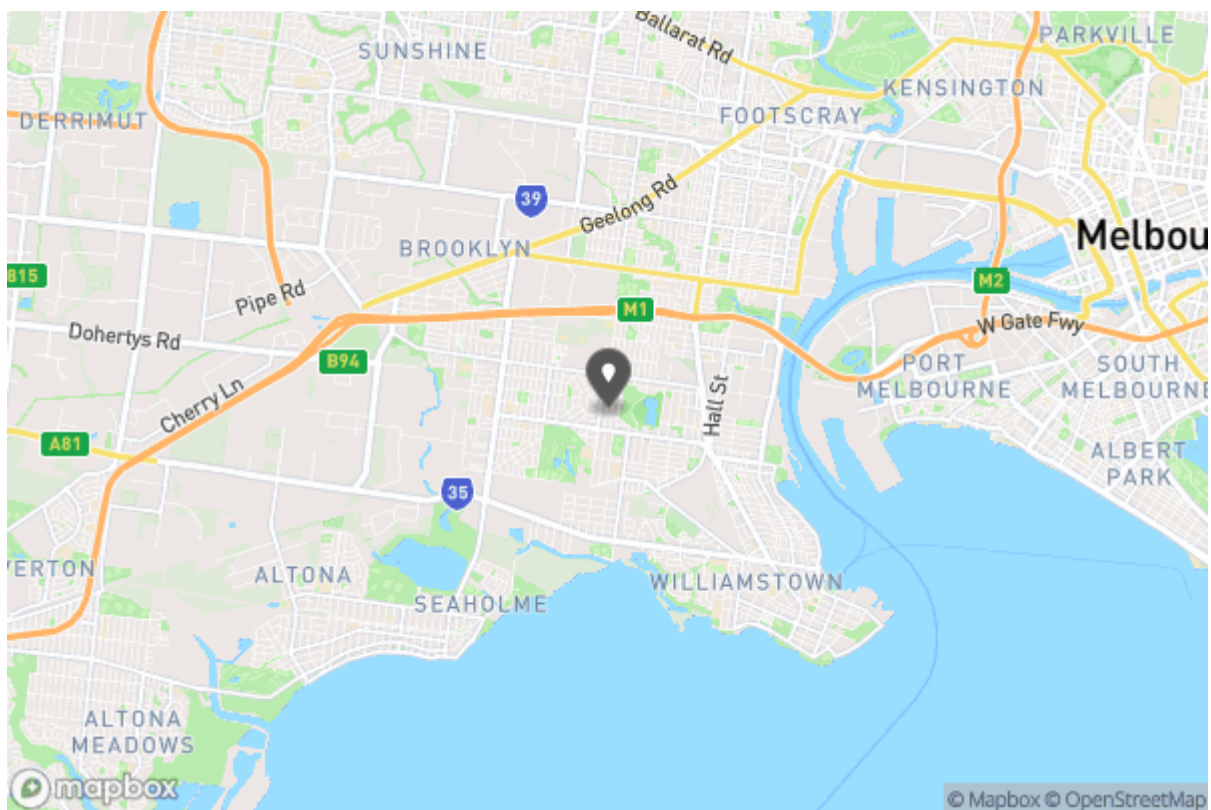 Ballarat Rd
PARKVILLE
SUNSHINE
KENSINGTON
FOOTSCRAY
DERRIMUT
39
Geelong Rd
BROOKLYN
Melbou
B15
M2
Pipe Rd
M1
W Gate Fwy
Dohertys Rd
B94
PORT
MELBOURNE
SOUTH
MELBOURNE
Cherry Ln
Hall St
A81
ALBERT
PARK
35
VERTON
ALTONA
WILLIAMSTOWN
SEAHOLME
ALTONA
MEADOWS
mapbox
© Mapbox © OpenStreetMap